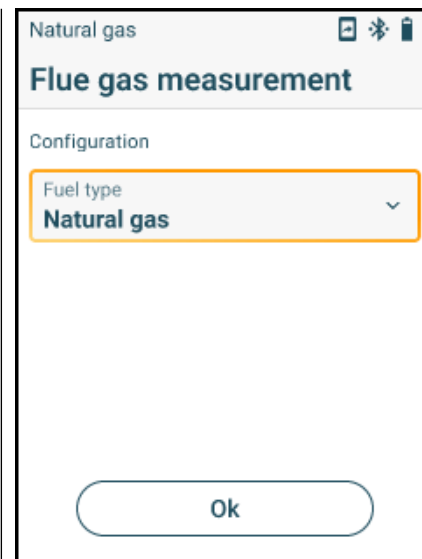 Natural gas
Flue gas measurement
Configuration
Fuel type
Natural gas
Ok